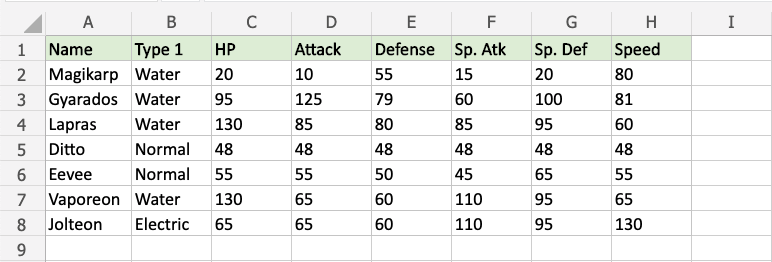 A B C D E F G H I
1 Name Type 1 HP Attack Defense Sp. Atk Sp. Def Speed
2 Magikarp Water 20 10 55 15 20 80
3 Gyarados Water 95 125 79 60 100 81
4 Lapras Water 130 85 80 85 95 60
5 Ditto Normal 48 48 48 48 48 48
6 Eevee Normal 55 55 50 45 65 55
7 Vaporeon Water 130 65 60 110 95 65
8 Jolteon Electric 65 65 60 110 95 130
9